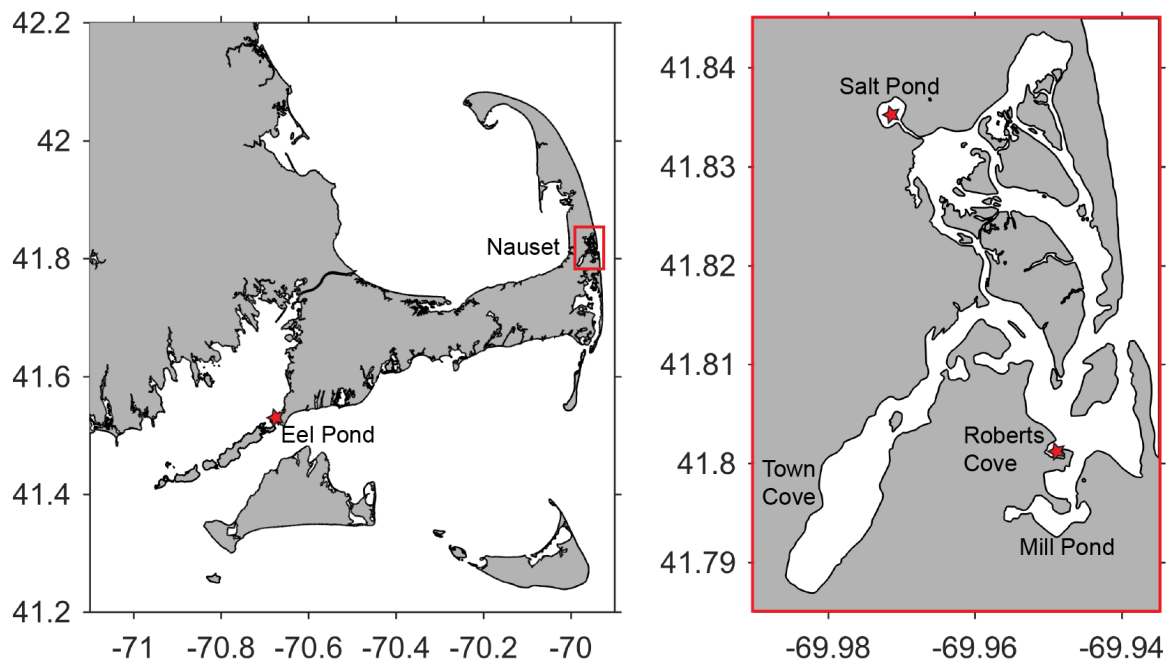 42.2
42
41.8
41.6
41.4
41.2
-71
-70.8
-70.6
-70.4
-70.2
-70
Nauset
Eel Pond
41.84
41.83
41.82
41.81
41.8
41.79
-69.98
-69.96
-69.94
Salt Pond
Roberts
Cove
Town
Cove
Mill Pond